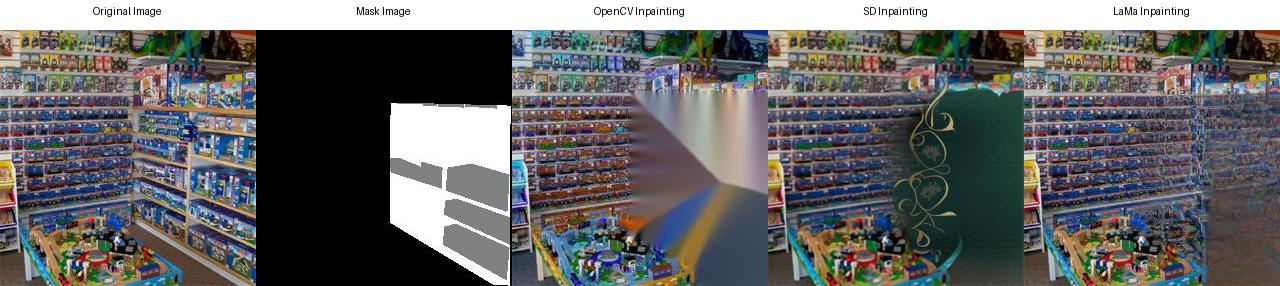 Original Image
Mask Image
OpenCV Inpainting
SD Inpainting
LaMa Inpainting